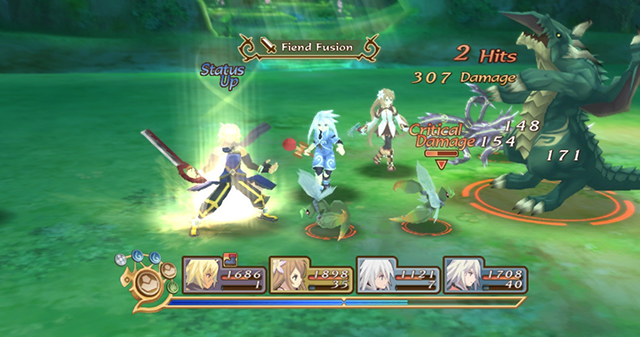 Fiend Fusion
Status
Up
2 Hits
307 Damage
Critical
Damage
148
154
171
1686
1
1898
35
1121
7
1708
40